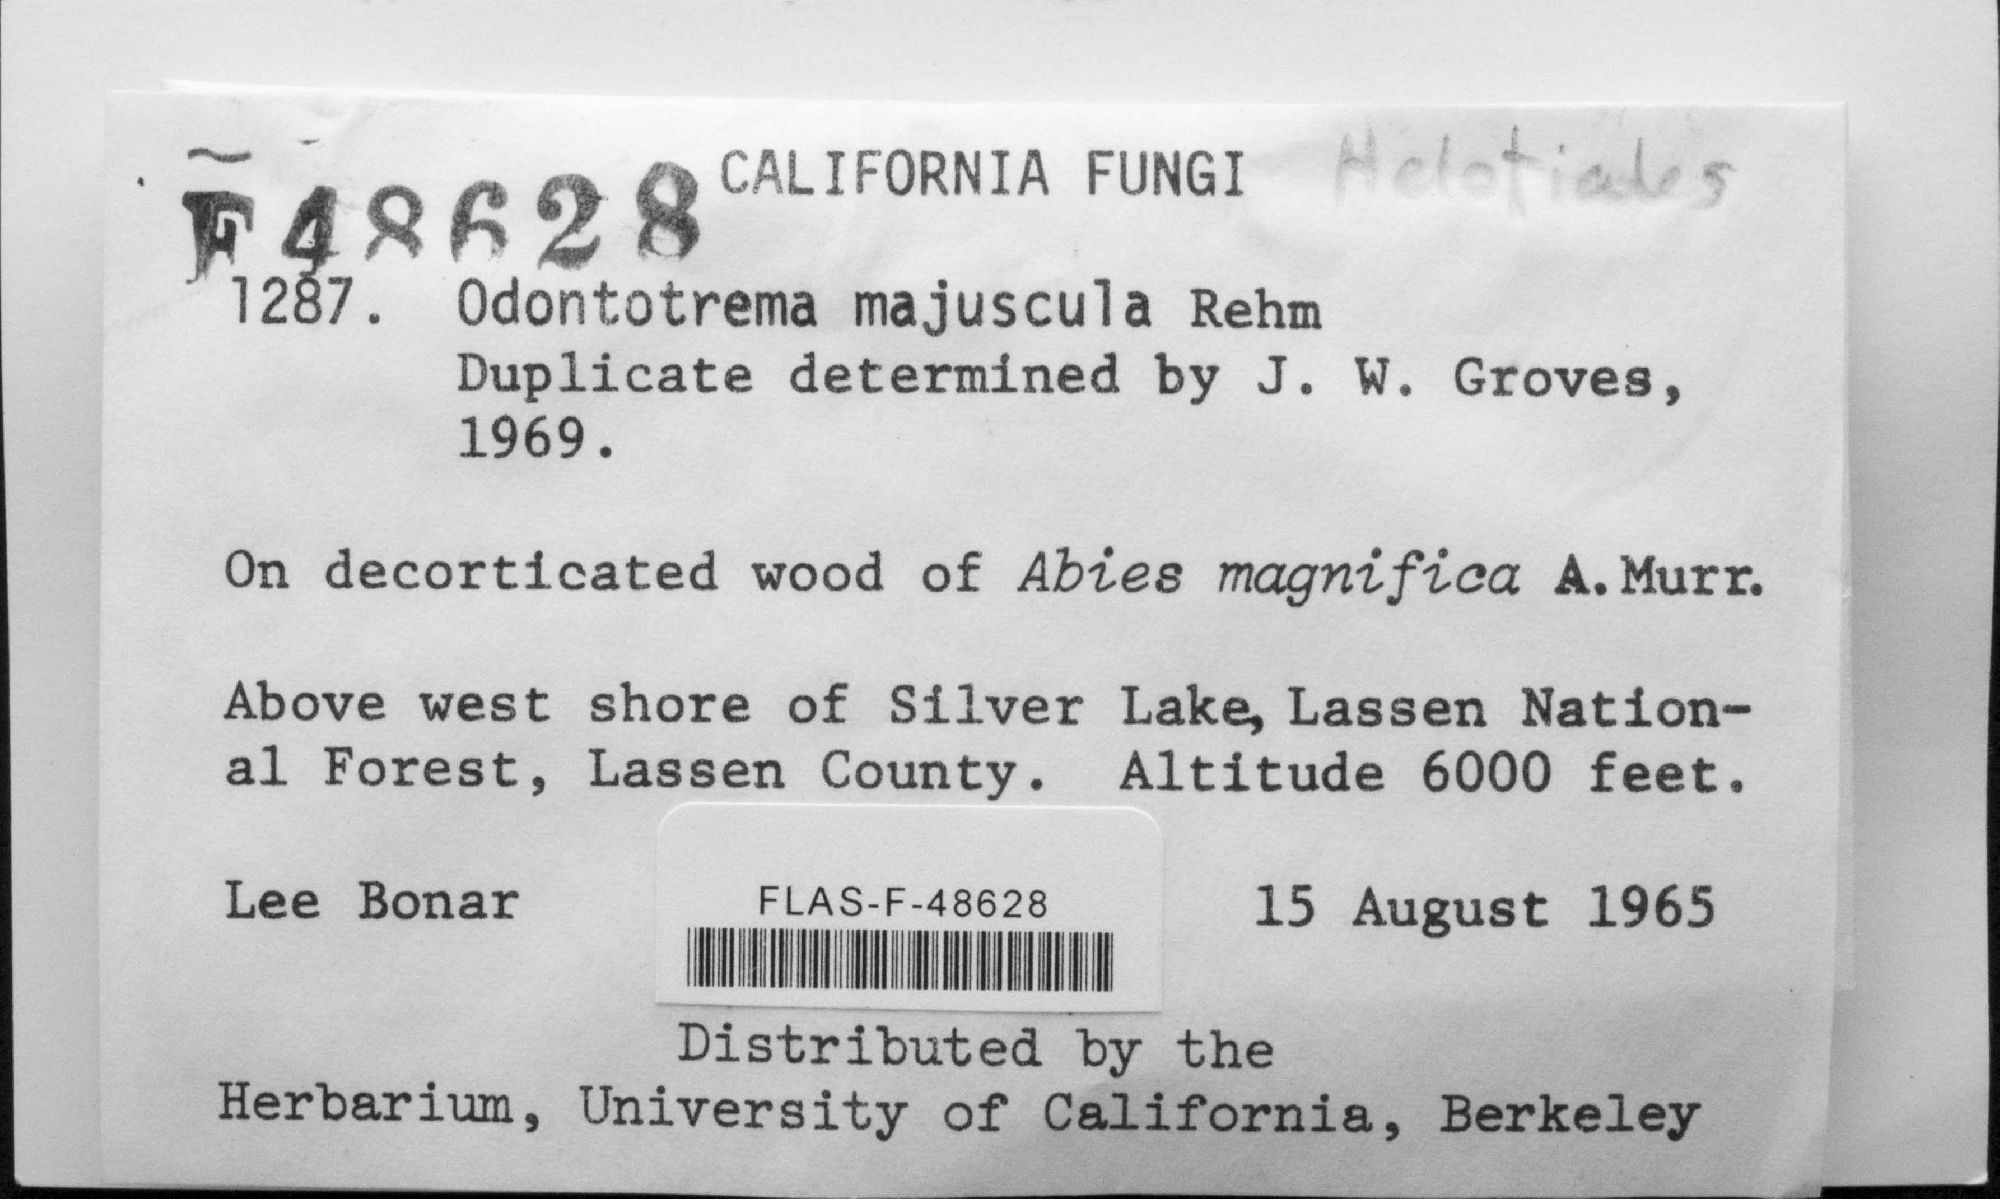 CALIFORNIA FUNGI Helotiales
F48628
1287. Odontotrema majuscula Rehm
Duplicate determined by J. W. Groves,
1969.
On decorticated wood of Abies magnifica A.Murr.
Above west shore of Silver Lake, Lassen Nation-
al Forest, Lassen County. Altitude 6000 feet.
Lee Bonar
FLAS-F-48628
15 August 1965
Distributed by the
Herbarium, University of California, Berkeley